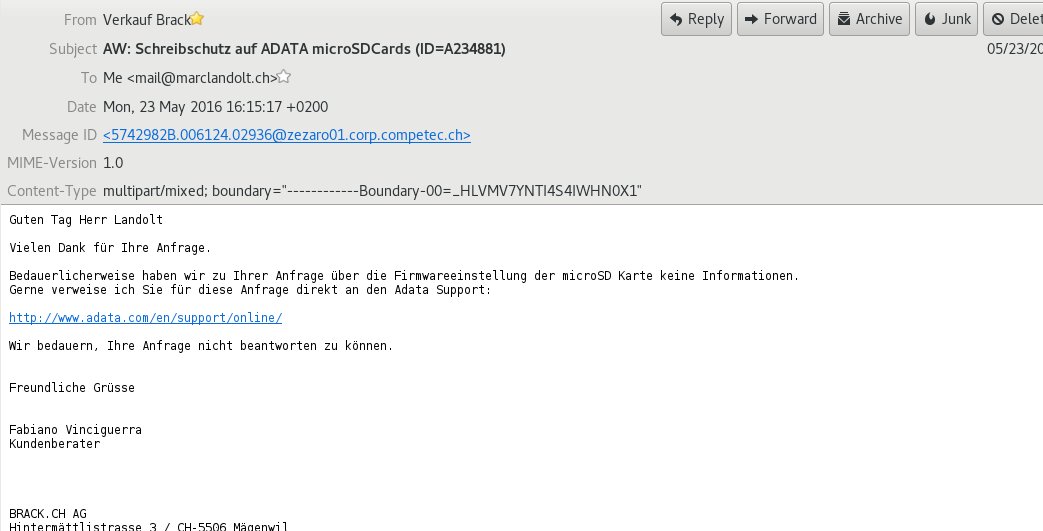 From Verkauf Brack
Reply
Forward
Archive
Junk
Subject AW: Schreibschutz auf ADATA microSDCards (ID=A234881)
05/23/20
To Me <mail@marclandolt.ch>
Date Mon, 23 May 2016 16:15:17 +0200
Message ID <5742982B.006124.02936@zezaro01.corp.competec.ch>
MIME-Version 1.0
Content-Type multipart/mixed; boundary="------------Boundary-00=_HLVMV7YNTI4S4IWHN0X1"
Guten Tag Herr Landolt
Vielen Dank für Ihre Anfrage.
Bedauerlicherweise haben wir zu Ihrer Anfrage über die Firmwareeinstellung der microSD Karte keine Informationen.
Gerne verweise ich Sie für diese Anfrage direkt an den Adata Support:
http://www.adata.com/en/support/online/
Wir bedauern, Ihre Anfrage nicht beantworten zu können.
Freundliche Grüsse
Fabiano Vinciguerra
Kundenberater
BRACK.CH AG
Hintermättlistrasse 3 / CH-5506 Mägenwil